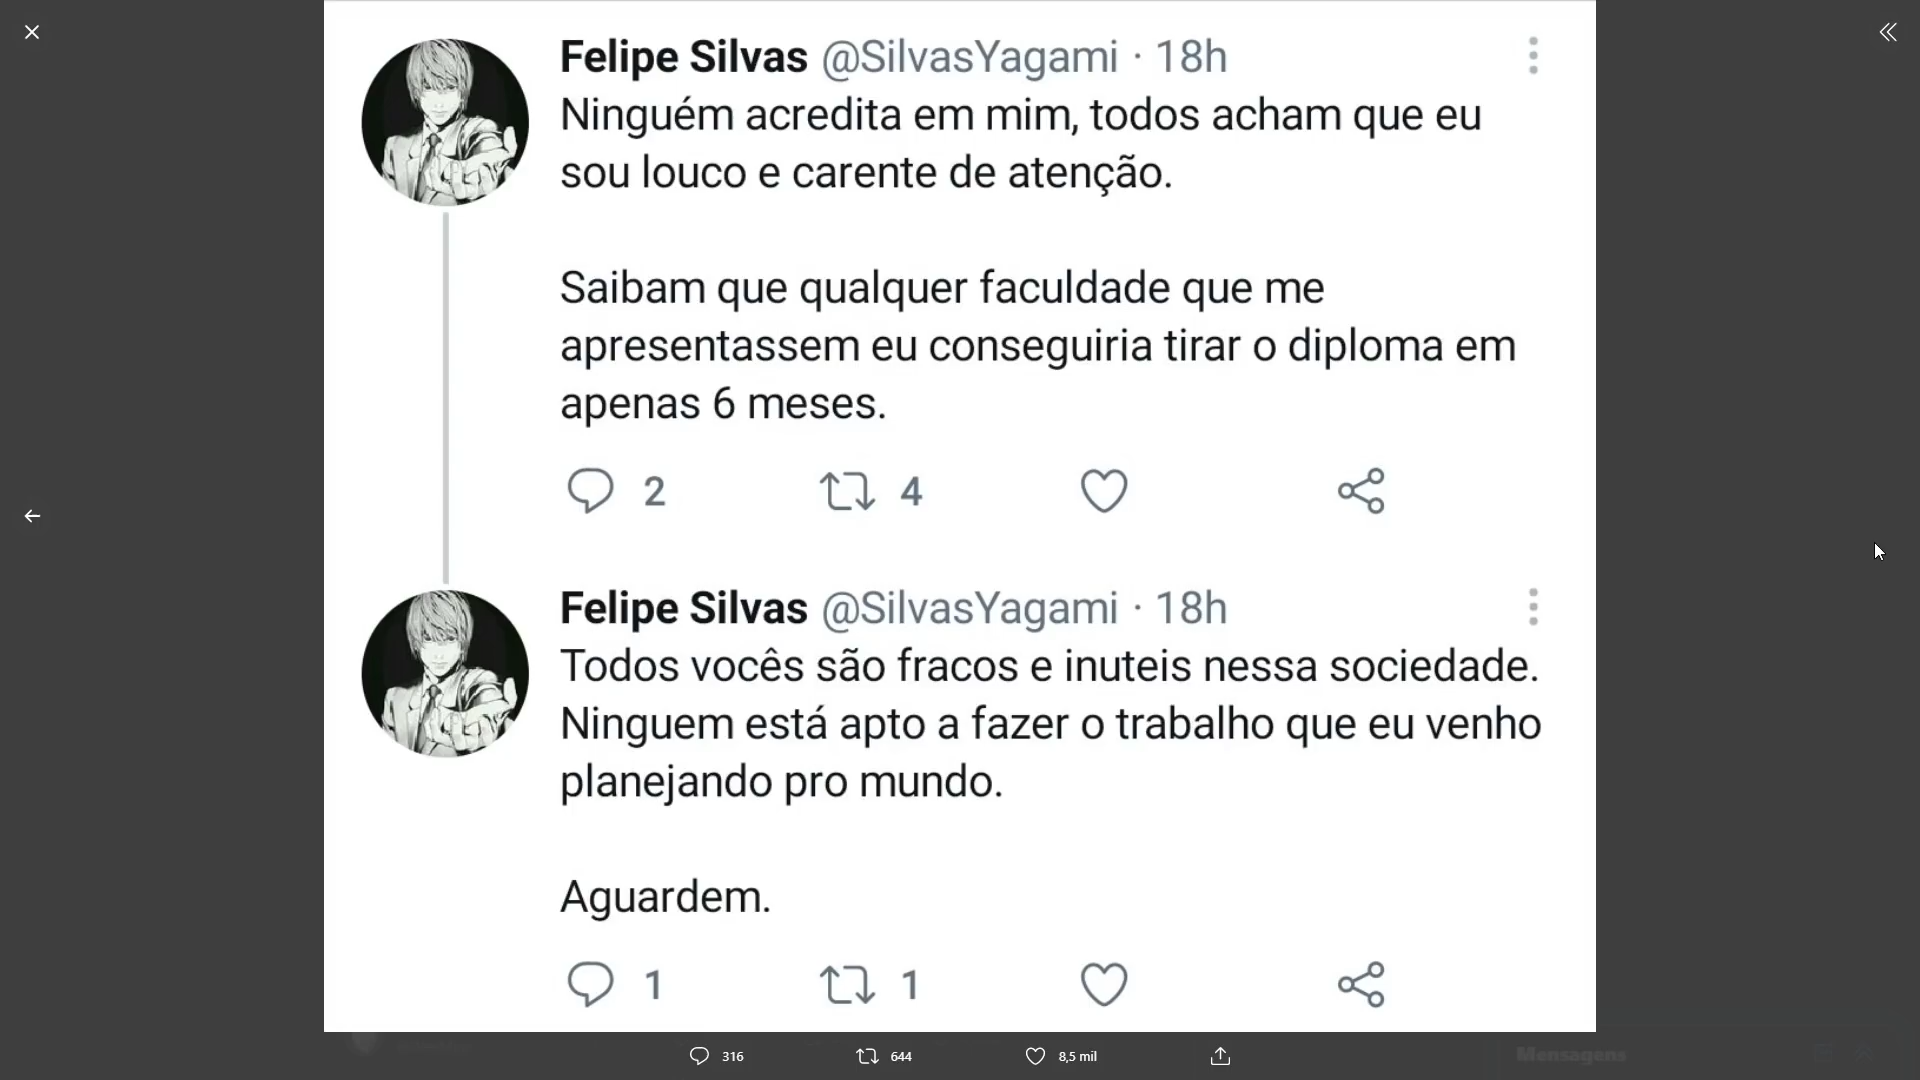 Felipe Silvas @SilvasYagami · 18h
Ninguém acredita em mim, todos acham que eu
sou louco e carente de atenção.
Saibam que qualquer faculdade que me
apresentassem eu conseguiria tirar o diploma em
apenas 6 meses.
2 4
Felipe Silvas @SilvasYagami · 18h
Todos vocês são fracos e inuteis nessa sociedade.
Ninguem está apto a fazer o trabalho que eu venho
planejando pro mundo.
Aguardem.
1 1
316 644 8,5 mil
Mensagens